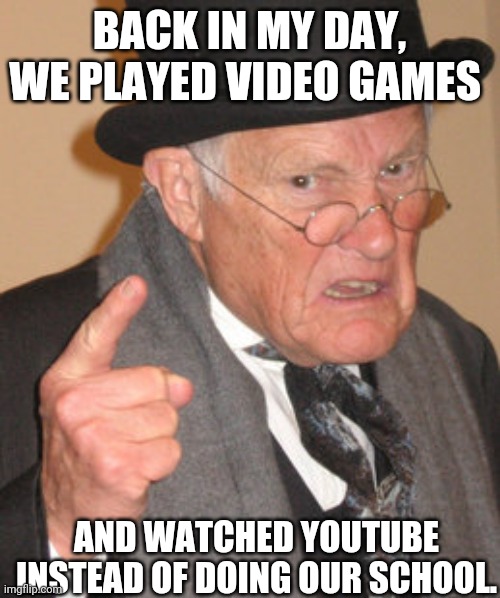 BACK IN MY DAY,
WE PLAYED VIDEO GAMES
AND WATCHED YOUTUBE
INSTEAD OF DOING OUR SCHOOL.
imgflip.com